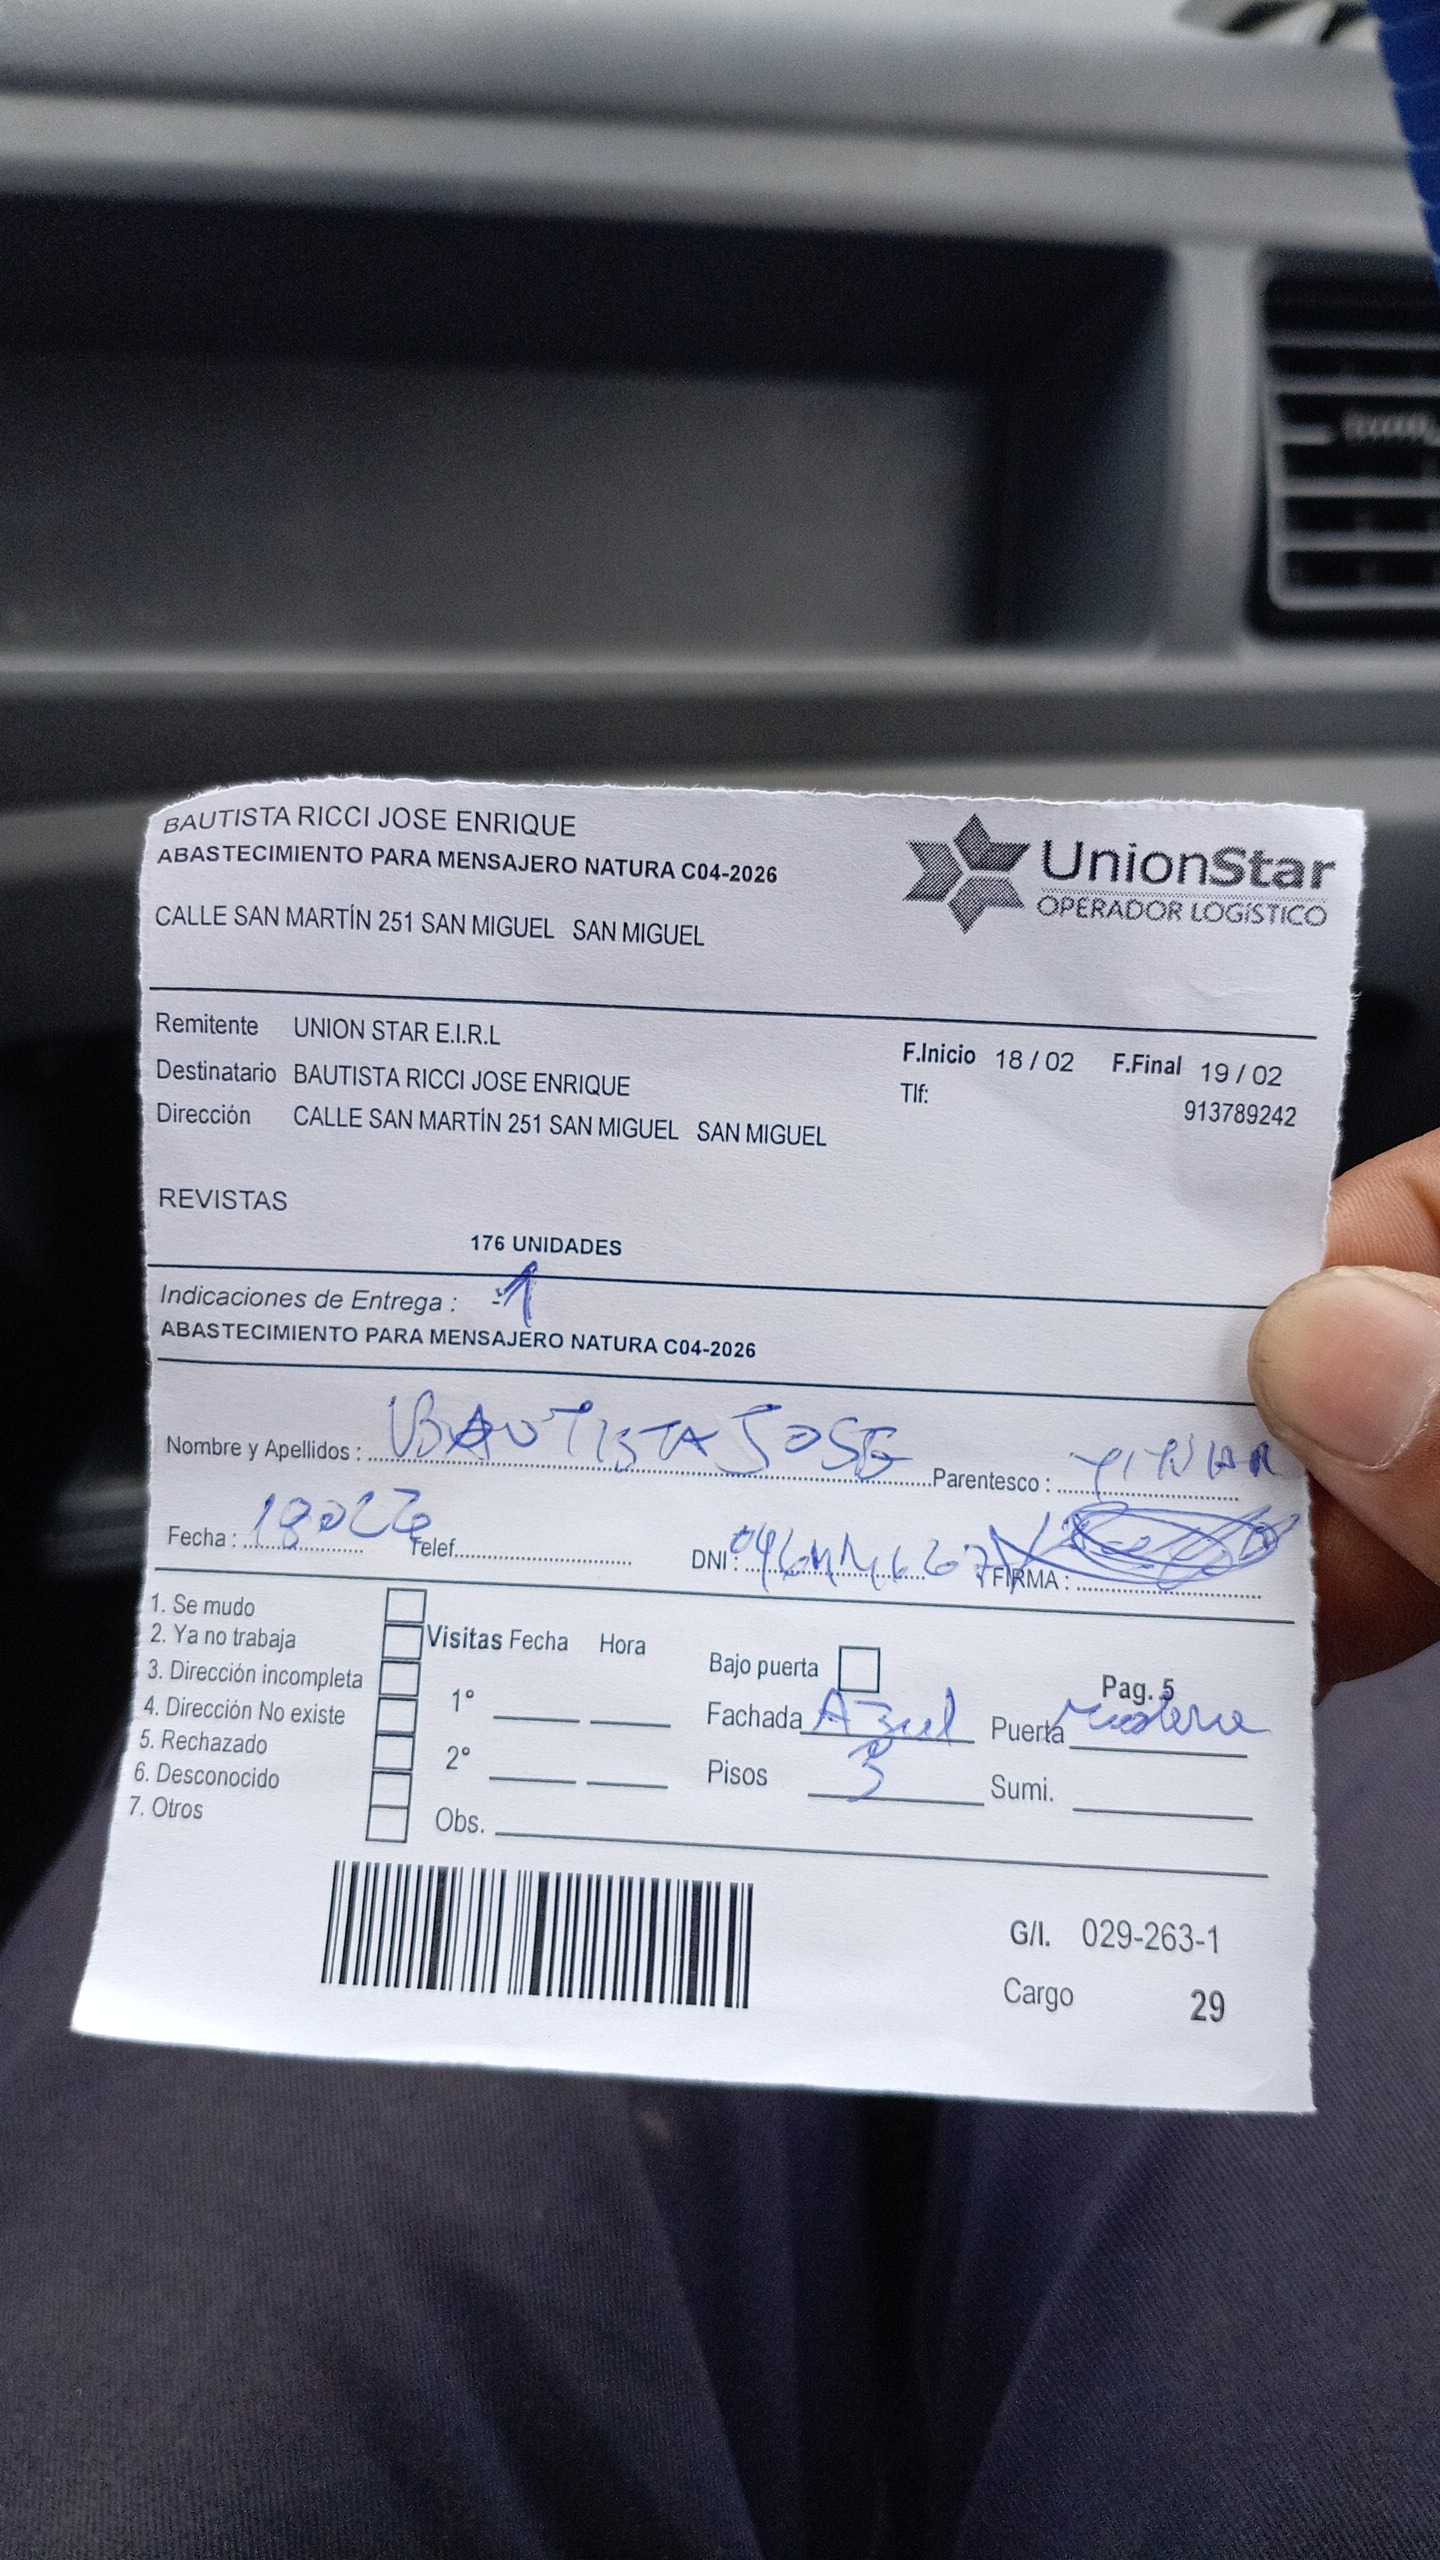 BAUTISTA RICCI JOSE ENRIQUE
ABASTECIMIENTO PARA MENSAJERO NATURA C04-2026
CALLE SAN MARTÍN 251 SAN MIGUEL SAN MIGUEL
UnionStar
OPERADOR LOGÍSTICO
Remitente UNION STAR E.I.R.L
Destinatario BAUTISTA RICCI JOSE ENRIQUE
Dirección CALLE SAN MARTÍN 251 SAN MIGUEL SAN MIGUEL
F.Inicio 18 / 02 F.Final 19 / 02
Tlf: 913789242
REVISTAS
176 UNIDADES
Indicaciones de Entrega : -1
ABASTECIMIENTO PARA MENSAJERO NATURA C04-2026
Nombre y Apellidos : BAUTISTA JOSE Parentesco :
Fecha : Telef. DNI : FIRMA :
1. Se mudo
2. Ya no trabaja
3. Dirección incompleta
4. Dirección No existe
5. Rechazado
6. Desconocido
7. Otros
Visitas Fecha Hora
1°
2°
Obs.
Bajo puerta
Pag. 5
Fachada Azul Puerta
Pisos 3 Sumi.
G/I. 029-263-1
Cargo 29